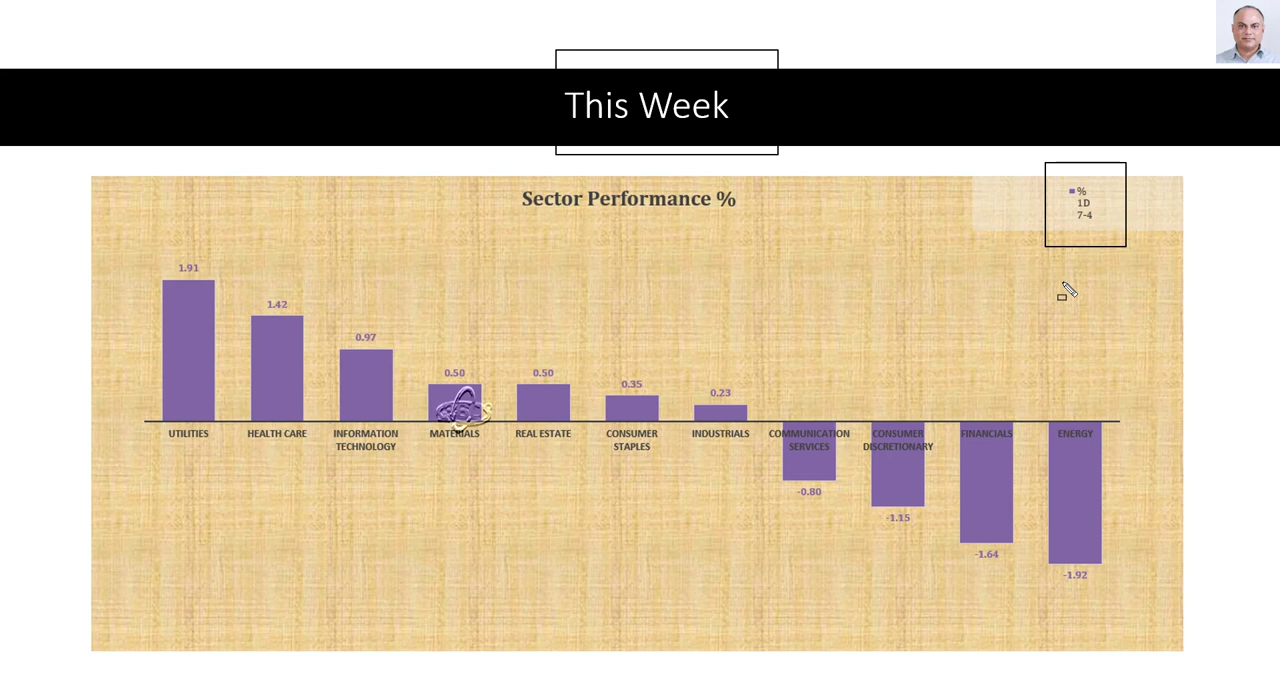 This Week
Sector Performance %
%
1D
7-4
1.91
1.42
0.97
0.50
0.50
0.35
0.23
UTILITIES
HEALTH CARE
INFORMATION
TECHNOLOGY
MATERIALS
REAL ESTATE
CONSUMER
STAPLES
INDUSTRIALS
COMMUNICATION
SERVICES
CONSUMER
DISCRETIONARY
FINANCIALS
ENERGY
-0.80
-1.15
-1.64
-1.92